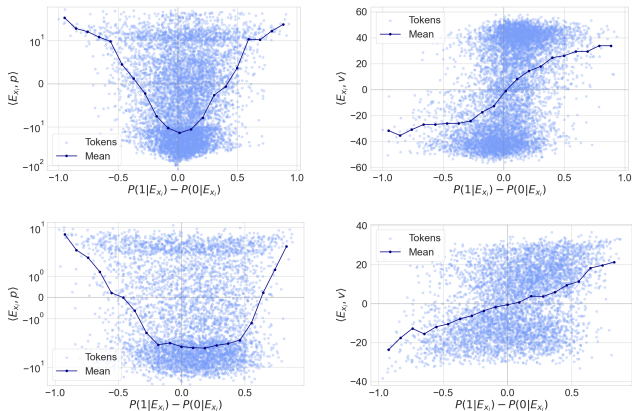 10¹
0
−10¹
−10²
⟨E_{x_i}, p⟩
Tokens
Mean
−1.0 −0.5 0.0 0.5 1.0
P(1|E_{x_i}) − P(0|E_{x_i})
60
40
20
0
−20
−40
−60
⟨E_{x_i}, v⟩
Tokens
Mean
−1.0 −0.5 0.0 0.5 1.0
P(1|E_{x_i}) − P(0|E_{x_i})
10¹
10⁰
0
−10⁰
−10¹
⟨E_{x_i}, p⟩
Tokens
Mean
−1.0 −0.5 0.0 0.5
P(1|E_{x_i}) − P(0|E_{x_i})
40
20
0
−20
−40
⟨E_{x_i}, v⟩
Tokens
Mean
−1.0 −0.5 0.0 0.5
P(1|E_{x_i}) − P(0|E_{x_i})